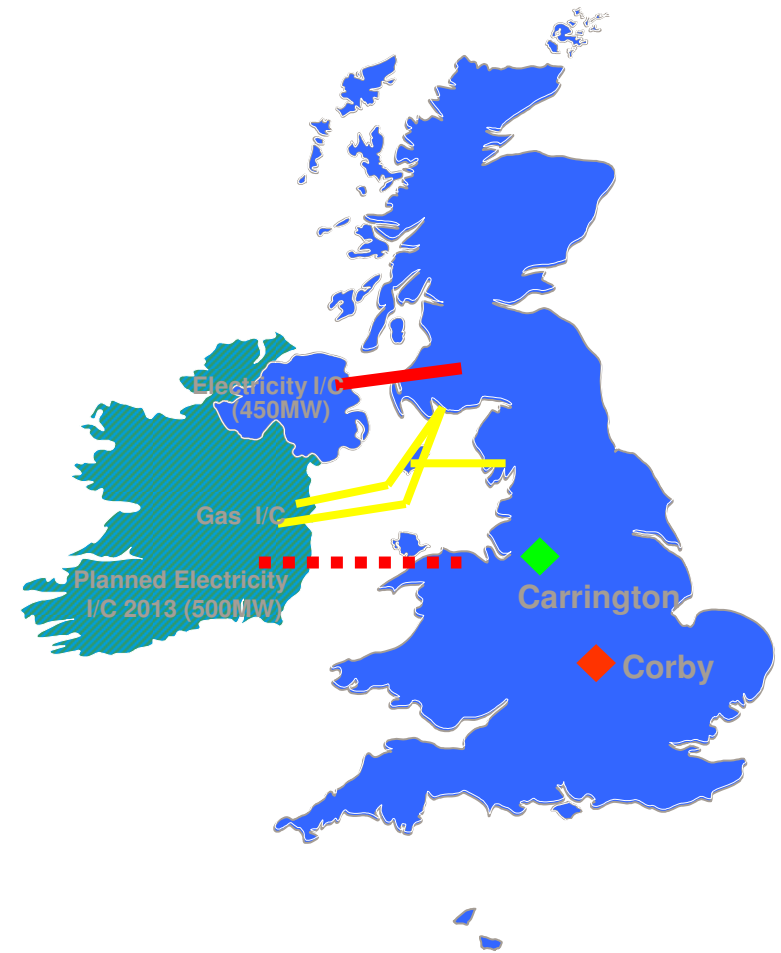 Electricity I/C
(450MW)
Gas I/C
Planned Electricity
I/C 2013 (500MW)
Carrington
Corby